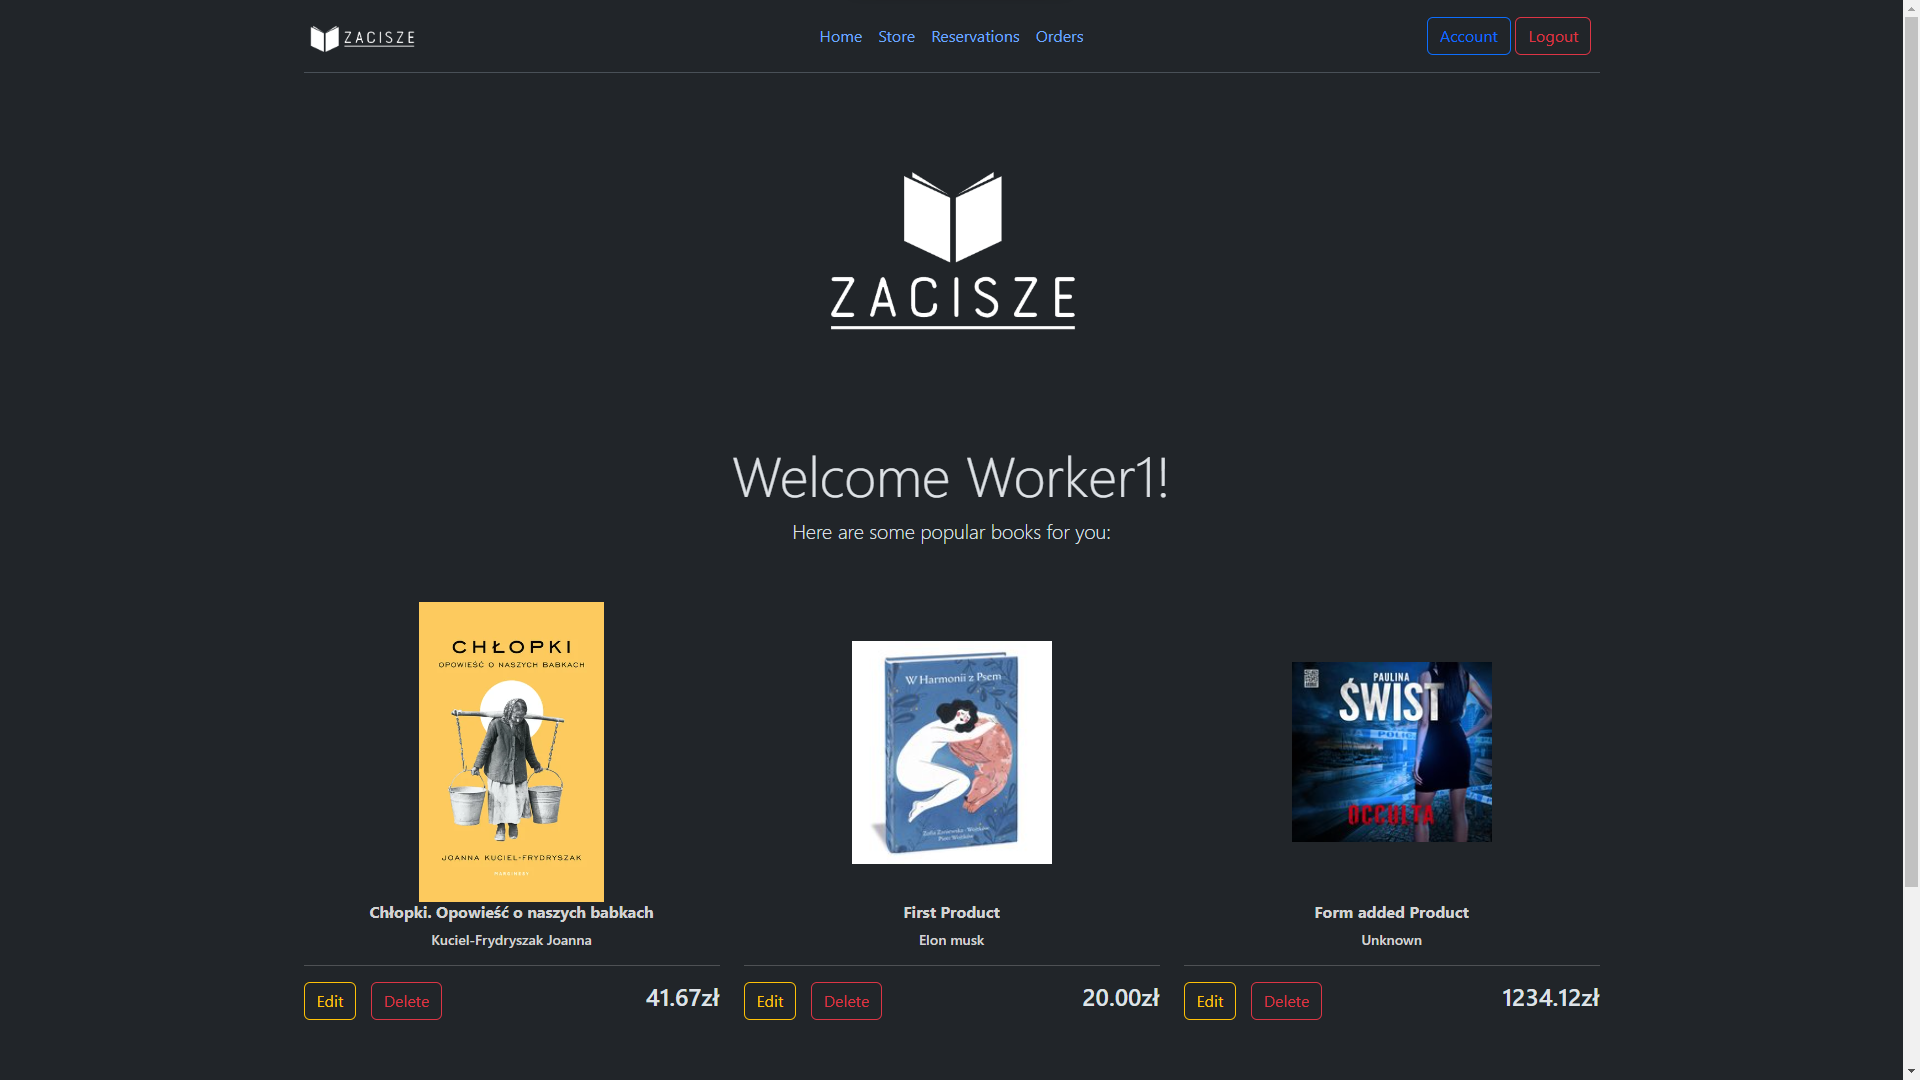 ZACISZE
Home Store Reservations Orders
Account Logout
ZACISZE
Welcome Worker1!
Here are some popular books for you:
CHŁOPKI
OPOWIEŚĆ O NASZYCH BABKACH
JOANNA KUCIEL-FRYDRYSZAK
MARGINESY
W Harmonii z Psem
PAULINA
ŚWIST
POLIC
OCCULTA
Chłopki. Opowieść o naszych babkach
Kuciel-Frydryszak Joanna
First Product
Elon musk
Form added Product
Unknown
Edit Delete 41.67zł
Edit Delete 20.00zł
Edit Delete 1234.12zł